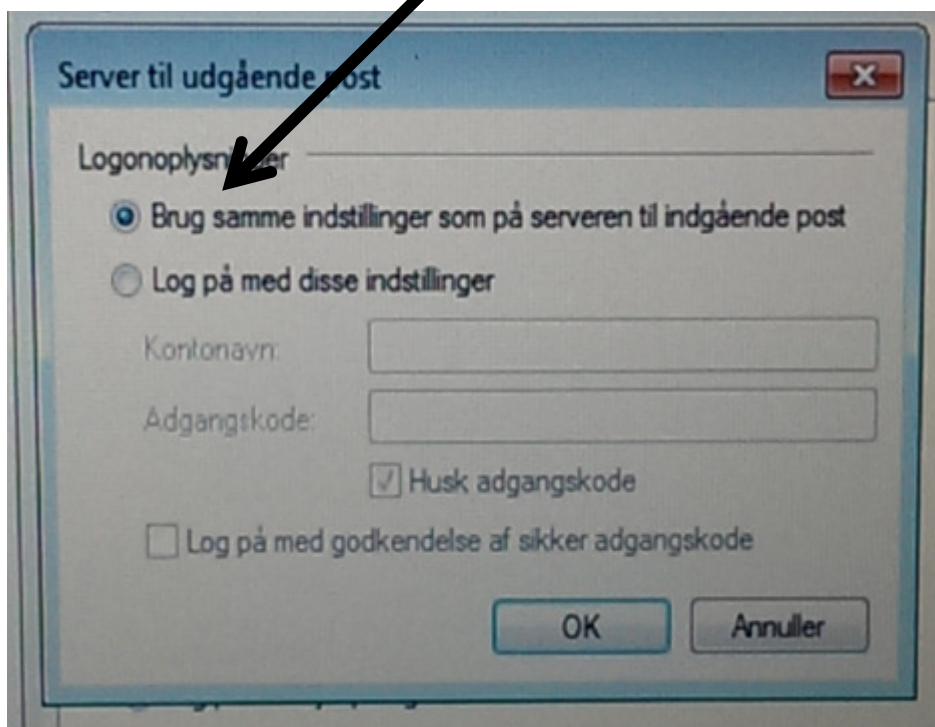 Server til udgående post
Logonoplysninger
Brug samme indstillinger som på serveren til indgående post
Log på med disse indstillinger
Kontonavn:
Adgangskode:
Husk adgangskode
Log på med godkendelse af sikker adgangskode
OK
Annuller